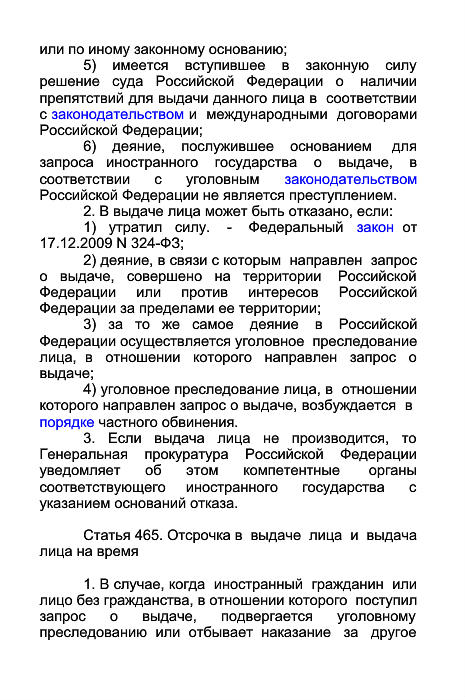 или по иному законному основанию;
5) имеется вступившее в законную силу
решение суда Российской Федерации о наличии
препятствий для выдачи данного лица в соответствии
с законодательством и международными договорами
Российской Федерации;
6) деяние, послужившее основанием для
запроса иностранного государства о выдаче, в
соответствии с уголовным законодательством
Российской Федерации не является преступлением.
2. В выдаче лица может быть отказано, если:
1) утратил силу. - Федеральный закон от
17.12.2009 N 324-ФЗ;
2) деяние, в связи с которым направлен запрос
о выдаче, совершено на территории Российской
Федерации или против интересов Российской
Федерации за пределами ее территории;
3) за то же самое деяние в Российской
Федерации осуществляется уголовное преследование
лица, в отношении которого направлен запрос о
выдаче;
4) уголовное преследование лица, в отношении
которого направлен запрос о выдаче, возбуждается в
порядке частного обвинения.
3. Если выдача лица не производится, то
Генеральная прокуратура Российской Федерации
уведомляет об этом компетентные органы
соответствующего иностранного государства с
указанием оснований отказа.
Статья 465. Отсрочка в выдаче лица и выдача
лица на время
1. В случае, когда иностранный гражданин или
лицо без гражданства, в отношении которого поступил
запрос о выдаче, подвергается уголовному
преследованию или отбывает наказание за другое